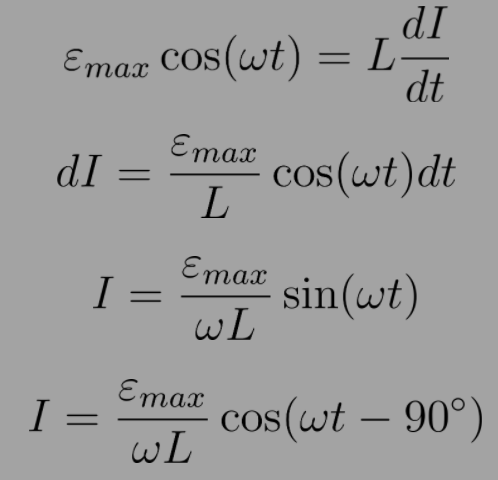 ε_max cos(ωt) = L dI/dt
dI = ε_max/L cos(ωt)dt
I = ε_max/ωL sin(ωt)
I = ε_max/ωL cos(ωt − 90°)